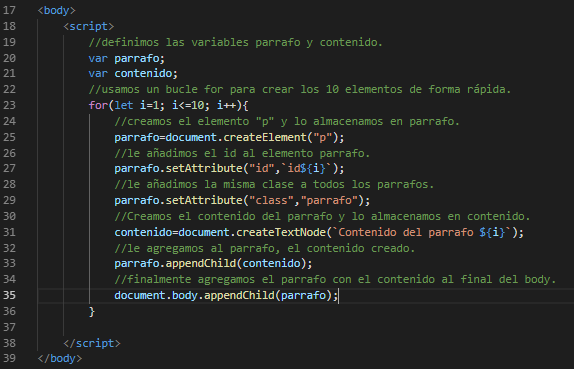 17 <body>
18 <script>
19 //definimos las variables parrafo y contenido.
20 var parrafo;
21 var contenido;
22 //usamos un bucle for para crear los 10 elementos de forma rápida.
23 for(let i=1; i<=10; i++){
24 //creamos el elemento "p" y lo almacenamos en parrafo.
25 parrafo=document.createElement("p");
26 //le añadimos el id al elemento parrafo.
27 parrafo.setAttribute("id",`id${i}`);
28 //le añadimos la misma clase a todos los parrafos.
29 parrafo.setAttribute("class","parrafo");
30 //Creamos el contenido del parrafo y lo almacenamos en contenido.
31 contenido=document.createTextNode(`Contenido del parrafo ${i}`);
32 //le agregamos al parrafo, el contenido creado.
33 parrafo.appendChild(contenido);
34 //finalmente agregamos el parrafo con el contenido al final del body.
35 document.body.appendChild(parrafo);
36 }
37
38 </script>
39 </body>